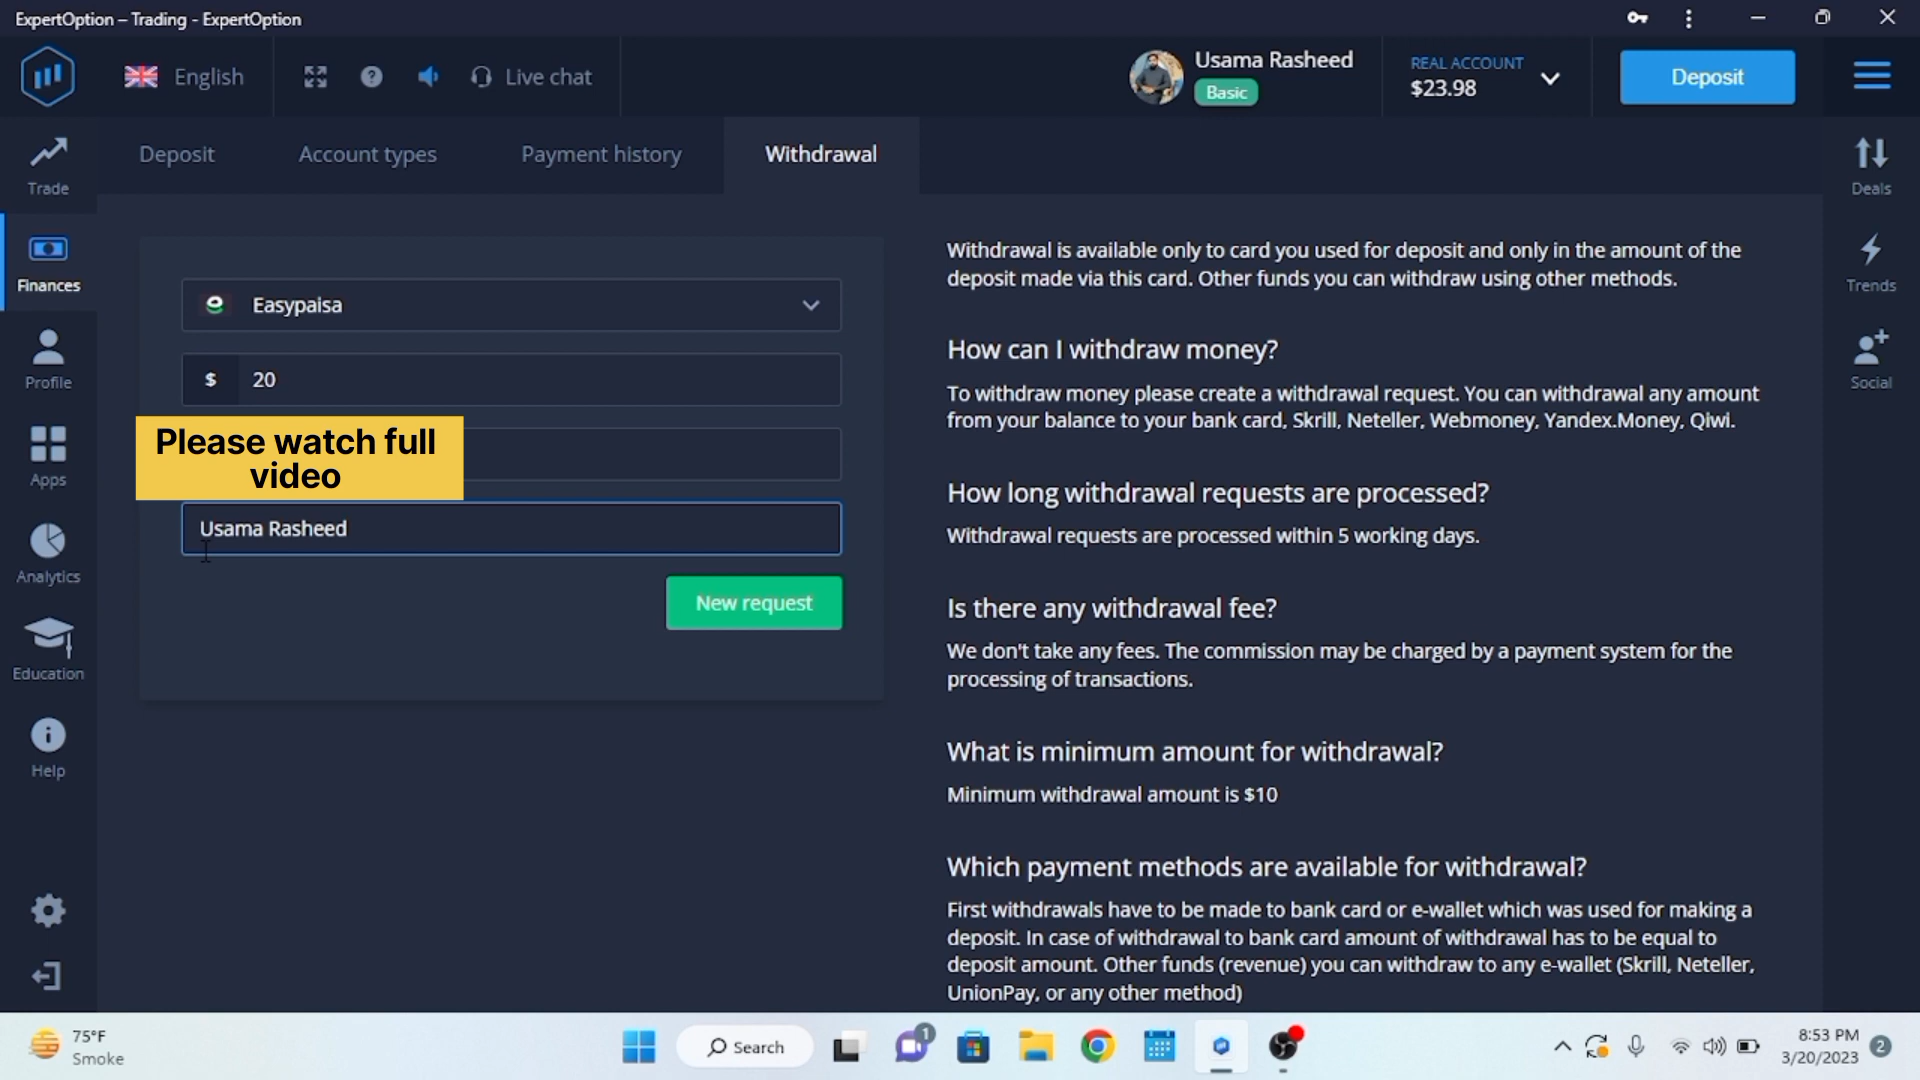 ExpertOption – Trading - ExpertOption
English
Live chat
Usama Rasheed
Basic
REAL ACCOUNT
$23.98
Deposit
Deposit
Account types
Payment history
Withdrawal
Trade
Finances
Profile
Apps
Analytics
Education
Help
Easypaisa
$ 20
Please watch full
video
Usama Rasheed
New request
Withdrawal is available only to card you used for deposit and only in the amount of the
deposit made via this card. Other funds you can withdraw using other methods.
How can I withdraw money?
To withdraw money please create a withdrawal request. You can withdrawal any amount
from your balance to your bank card, Skrill, Neteller, Webmoney, Yandex.Money, Qiwi.
How long withdrawal requests are processed?
Withdrawal requests are processed within 5 working days.
Is there any withdrawal fee?
We don't take any fees. The commission may be charged by a payment system for the
processing of transactions.
What is minimum amount for withdrawal?
Minimum withdrawal amount is $10
Which payment methods are available for withdrawal?
First withdrawals have to be made to bank card or e-wallet which was used for making a
deposit. In case of withdrawal to bank card amount of withdrawal has to be equal to
deposit amount. Other funds (revenue) you can withdraw to any e-wallet (Skrill, Neteller,
UnionPay, or any other method)
Deals
Trends
Social
75°F
Smoke
Search
1
8:53 PM
3/20/2023
2